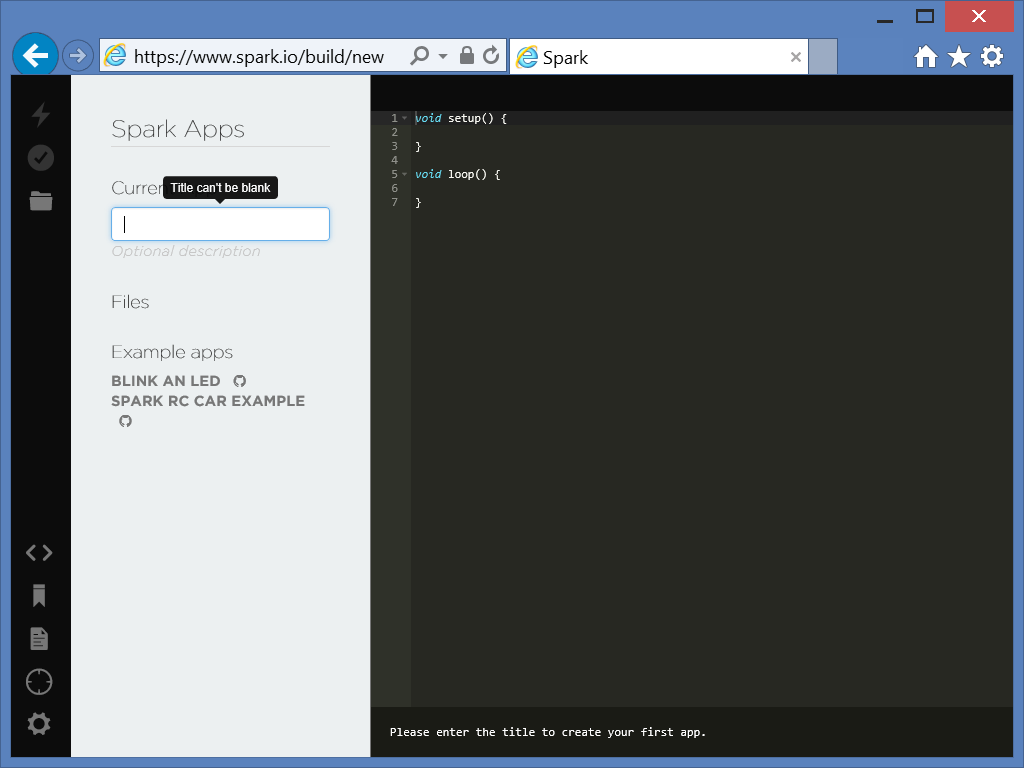 https://www.spark.io/build/new
Spark
Spark Apps
Title can't be blank
Curren
Optional description
Files
Example apps
BLINK AN LED
SPARK RC CAR EXAMPLE
1 void setup() {
2
3 }
4
5 void loop() {
6
7 }
Please enter the title to create your first app.